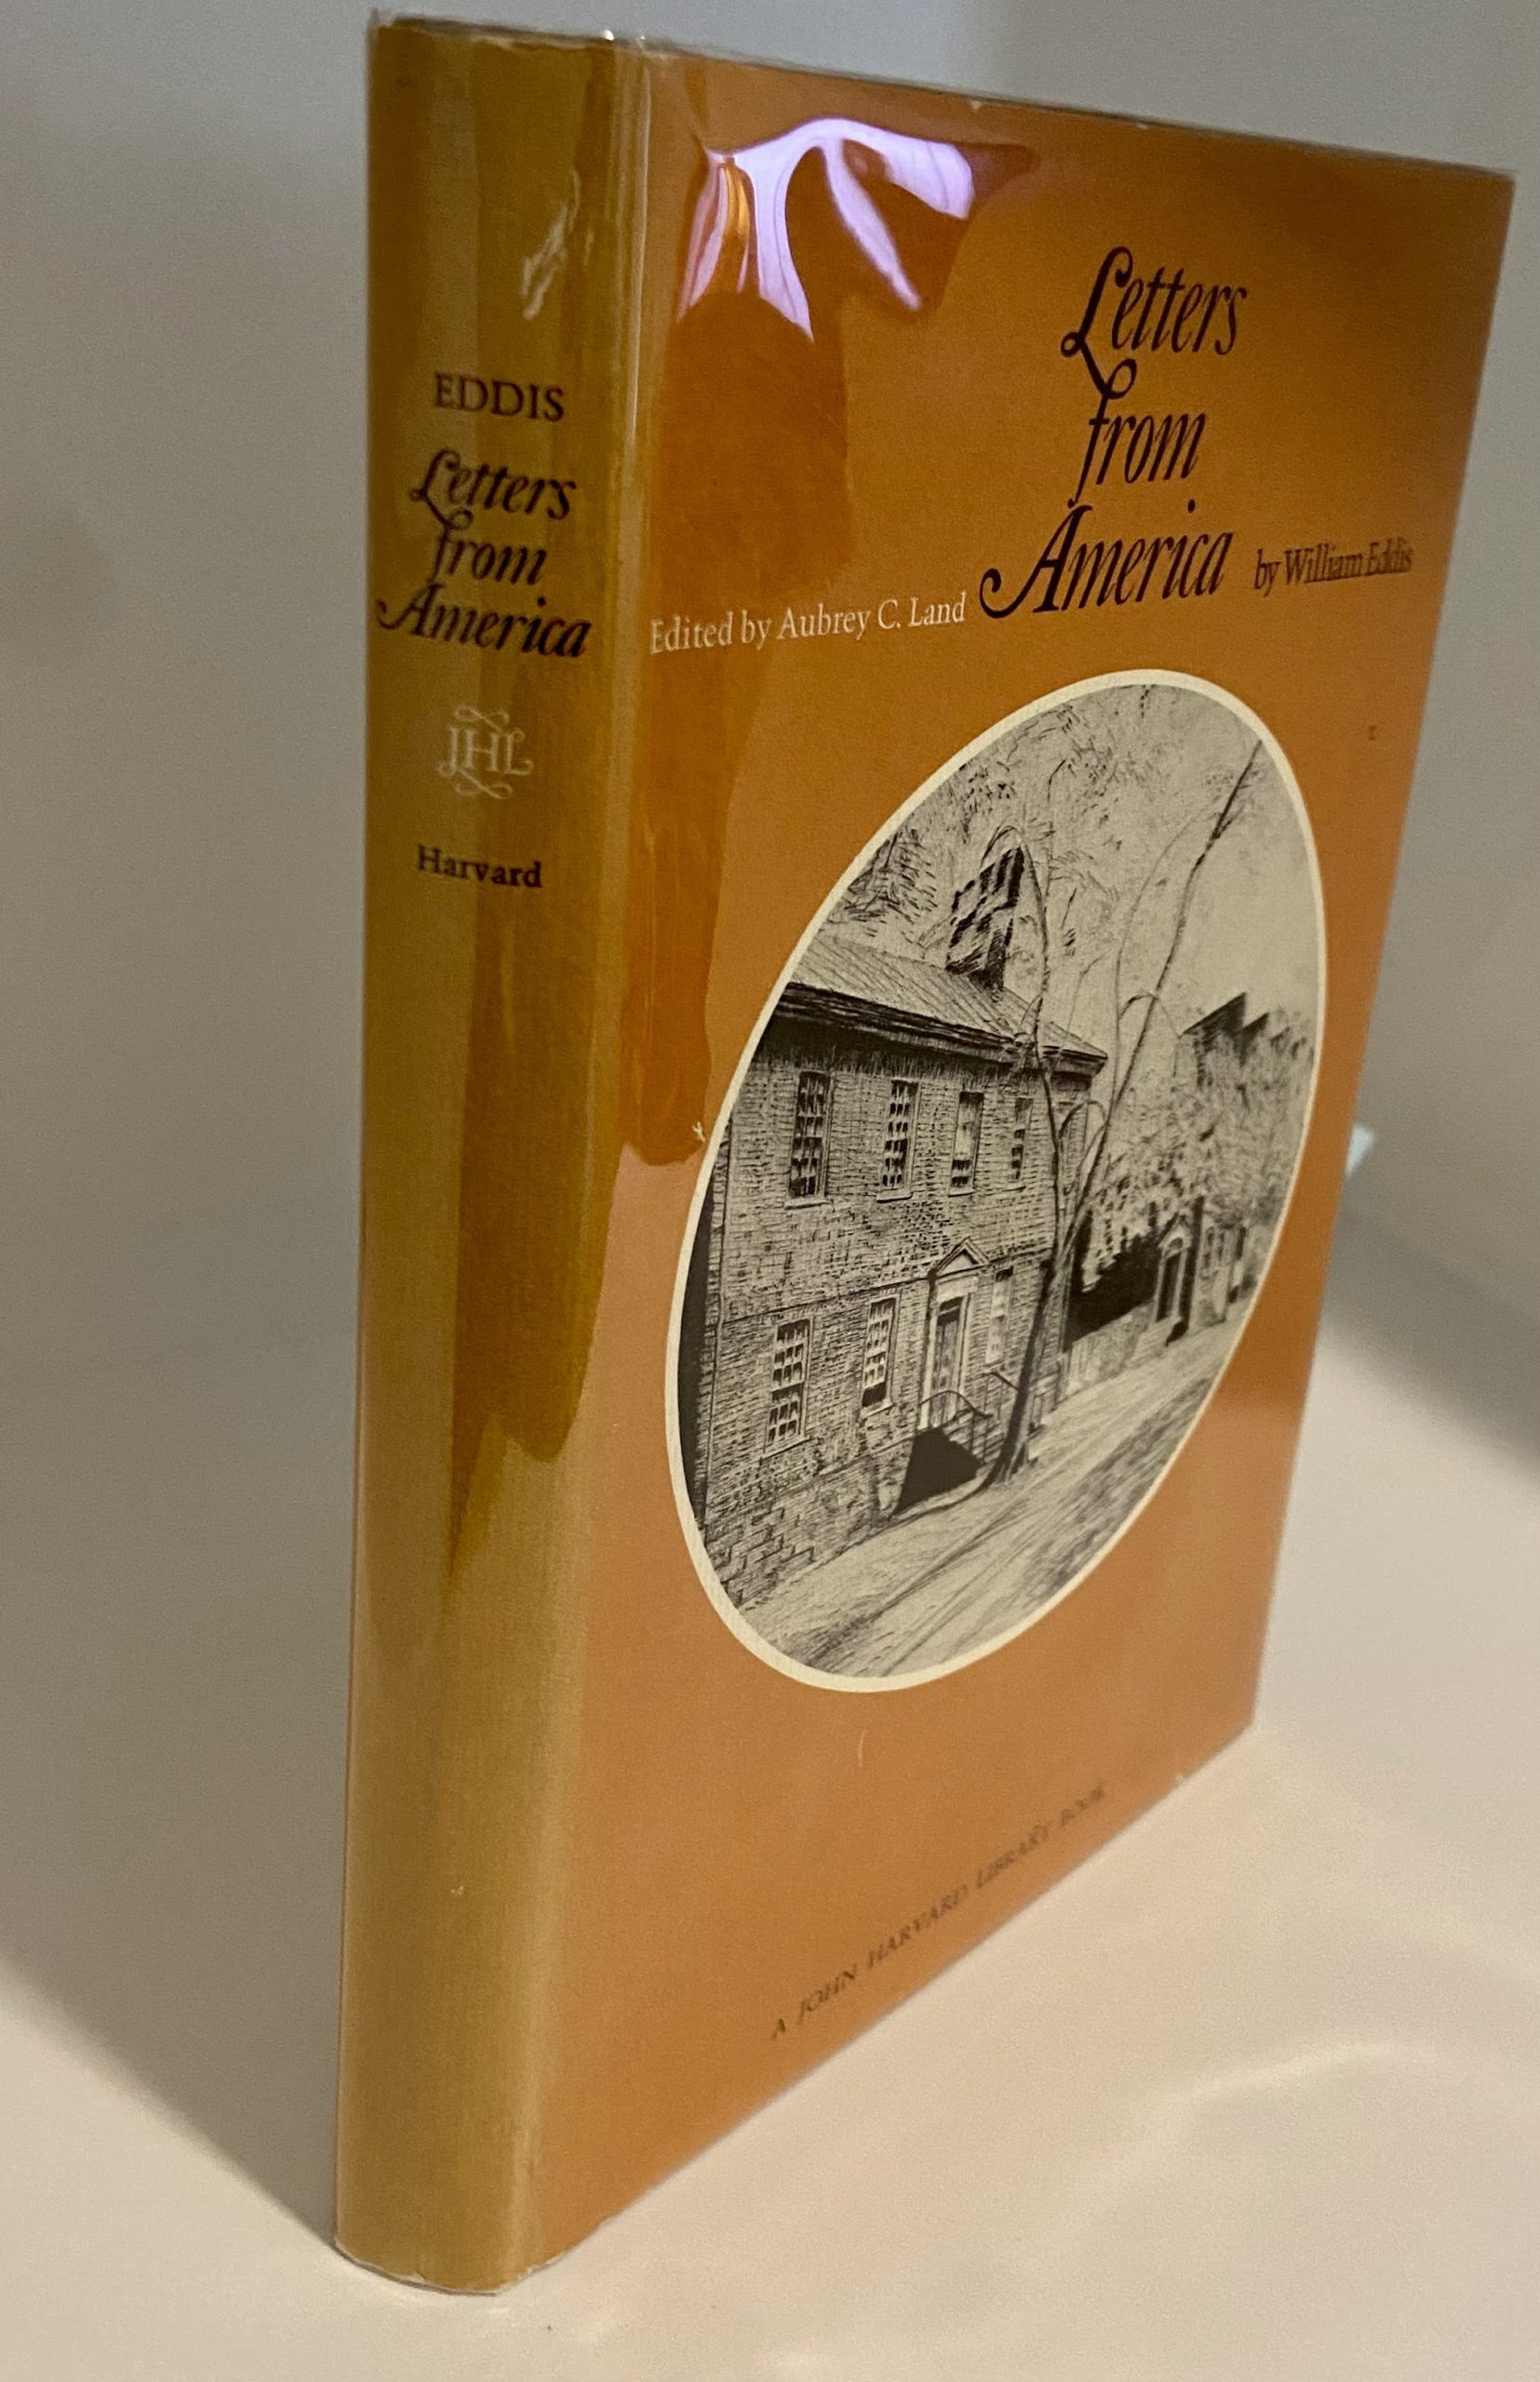 EDDIS
Letters
from
America
JHL
Harvard
Letters
from
America
by William Eddis
Edited by Aubrey C. Land
A JOHN HARVARD LIBRARY BOOK